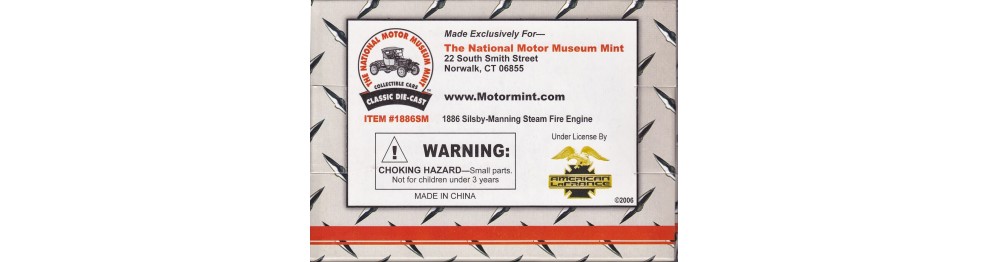 Made Exclusively For—
The National Motor Museum Mint
22 South Smith Street
Norwalk, CT 06855
www.Motormint.com
THE NATIONAL MOTOR MUSEUM MINT
COLLECTIBLE CARS
CLASSIC DIE-CAST
ITEM #1886SM
1886 Silsby-Manning Steam Fire Engine
WARNING:
CHOKING HAZARD—Small parts.
Not for children under 3 years
MADE IN CHINA
Under License By
AMERICAN
LaFRANCE
©2006